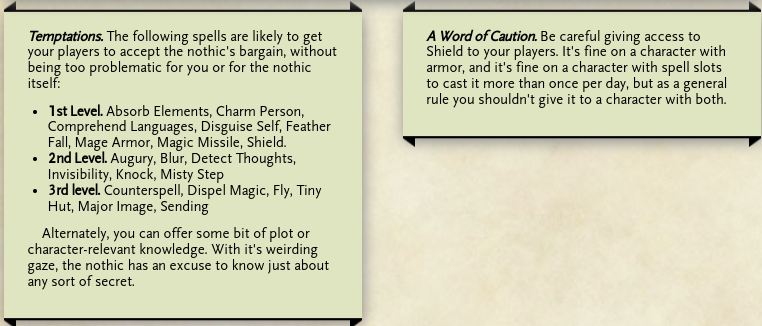 Temptations. The following spells are likely to get
your players to accept the nothic's bargain, without
being too problematic for you or for the nothic
itself:
• 1st Level. Absorb Elements, Charm Person,
Comprehend Languages, Disguise Self, Feather
Fall, Mage Armor, Magic Missile, Shield.
• 2nd Level. Augury, Blur, Detect Thoughts,
Invisibility, Knock, Misty Step
• 3rd level. Counterspell, Dispel Magic, Fly, Tiny
Hut, Major Image, Sending
Alternately, you can offer some bit of plot or
character-relevant knowledge. With it's weirding
gaze, the nothic has an excuse to know just about
any sort of secret.
A Word of Caution. Be careful giving access to
Shield to your players. It's fine on a character with
armor, and it's fine on a character with spell slots
to cast it more than once per day, but as a general
rule you shouldn't give it to a character with both.